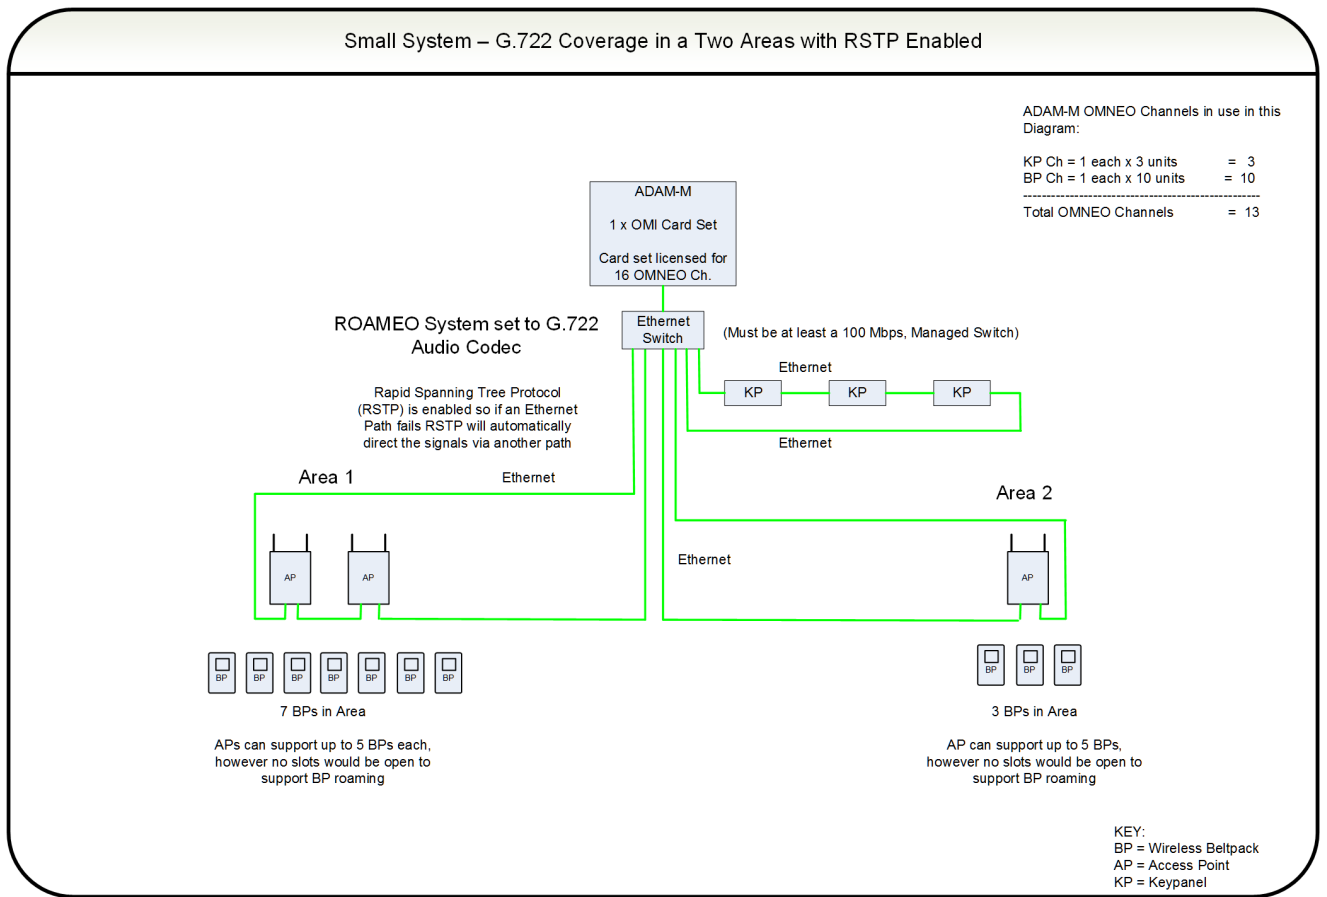 Small System – G.722 Coverage in a Two Areas with RSTP Enabled
ADAM-M OMNEO Channels in use in this
Diagram:
KP Ch = 1 each x 3 units = 3
BP Ch = 1 each x 10 units = 10
--------------------------------------------------------
Total OMNEO Channels = 13
ADAM-M
1 x OMI Card Set
Card set licensed for
16 OMNEO Ch.
ROAMEO System set to G.722
Audio Codec
Ethernet
Switch
(Must be at least a 100 Mbps, Managed Switch)
Ethernet
KP
KP
KP
Ethernet
Rapid Spanning Tree Protocol
(RSTP) is enabled so if an Ethernet
Path fails RSTP will automatically
direct the signals via another path
Area 1
Ethernet
Area 2
Ethernet
AP
AP
AP
BP
BP
BP
BP
BP
BP
BP
BP
BP
BP
7 BPs in Area
APs can support up to 5 BPs each,
however no slots would be open to
support BP roaming
3 BPs in Area
AP can support up to 5 BPs,
however no slots would be open to
support BP roaming
KEY:
BP = Wireless Beltpack
AP = Access Point
KP = Keypanel